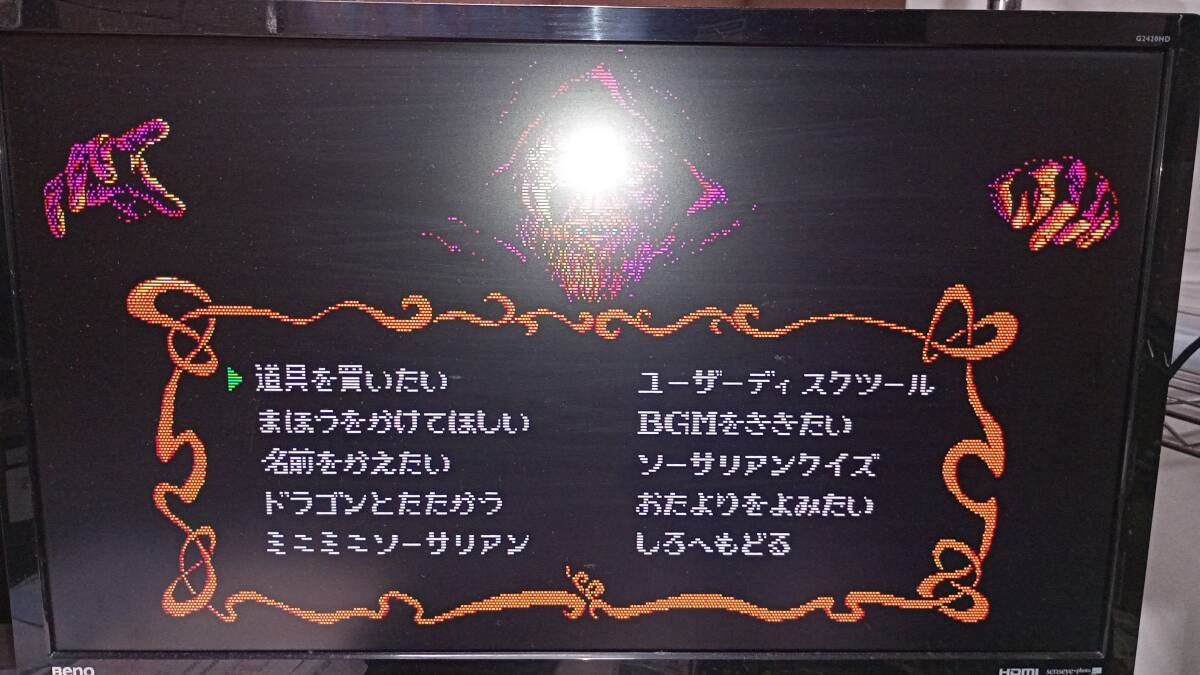 G2420HD
道具を買いたい
まほうをかけてほしい
名前をかえたい
ドラゴンとたたかう
ミニミニソーサリアン
ユーザーディスクツール
BGMをききたい
ソーサリアンクイズ
おたよりをよみたい
しろへもどる
BenQ
HDMI
senseye+photo